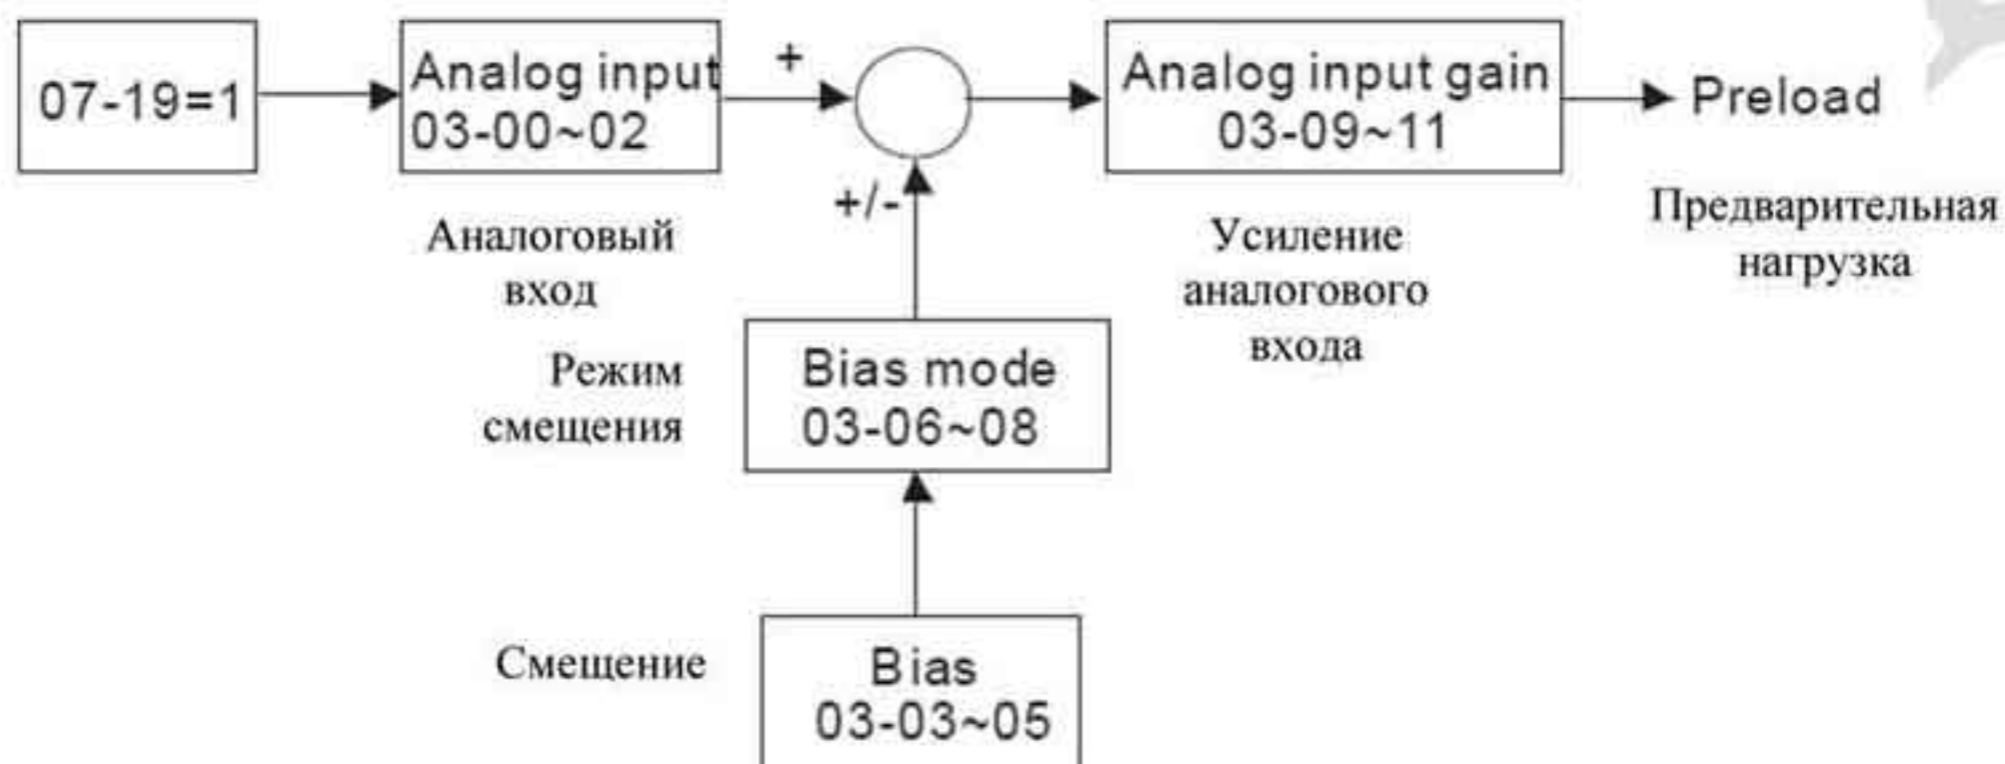 07-19=1
Analog input
03-00~02
+
Analog input gain
03-09~11
Preload
+/-
Аналоговый
вход
Усиление
аналогового
входа
Предварительная
нагрузка
Режим
смещения
Bias mode
03-06~08
Смещение
Bias
03-03~05